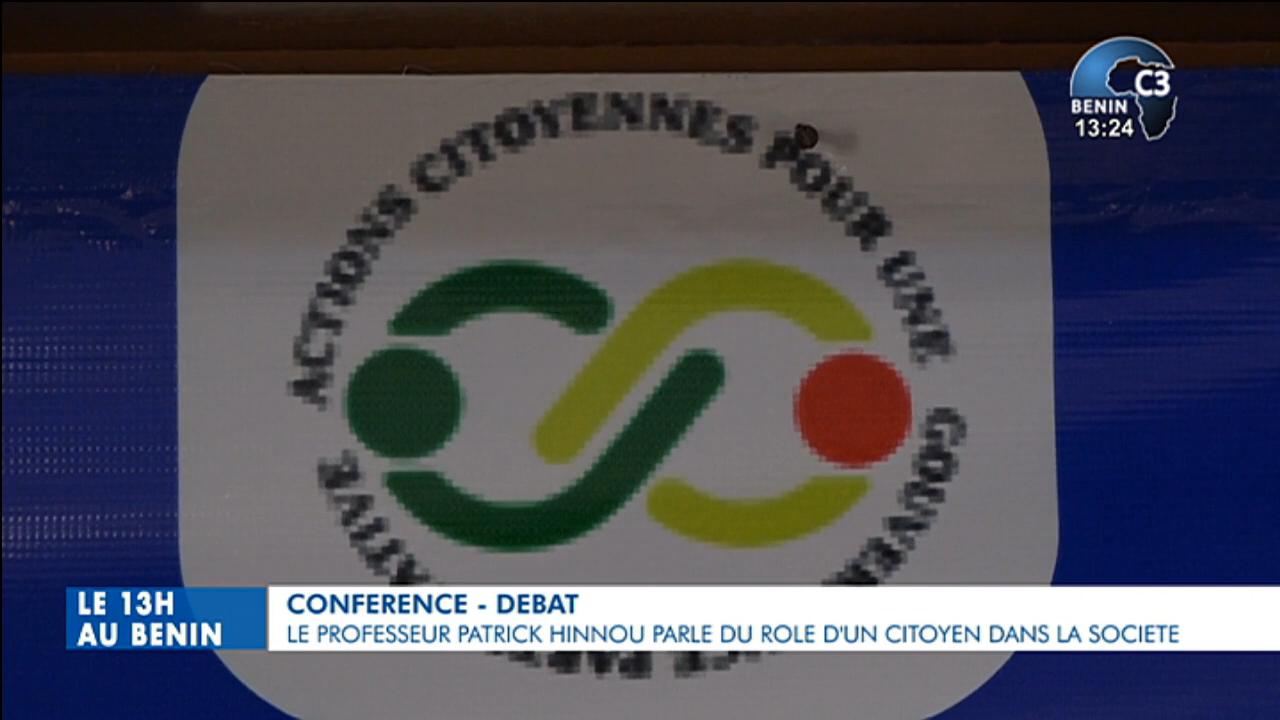 C3
BENIN
13:24
ACTIONS CITOYENNES POUR UNE
LE 13H
AU BENIN
CONFERENCE - DEBAT
LE PROFESSEUR PATRICK HINNOU PARLE DU ROLE D'UN CITOYEN DANS LA SOCIETE